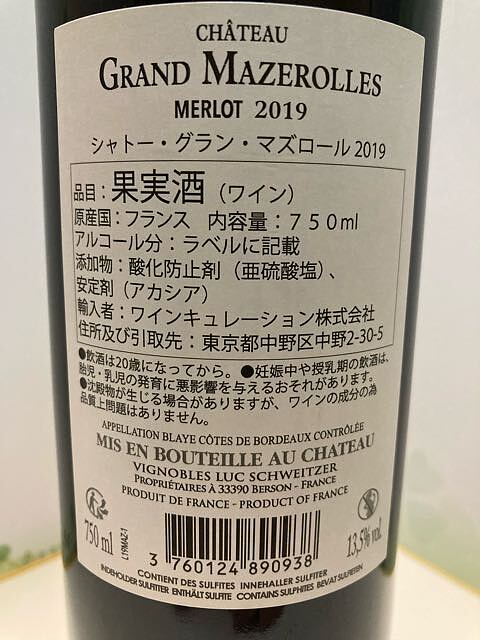 CHÂTEAU
GRAND MAZEROLLES
MERLOT 2019
シャトー・グラン・マズロール 2019
品目：果実酒（ワイン）
原産国：フランス 内容量：７５０ml
アルコール分：ラベルに記載
添加物：酸化防止剤（亜硫酸塩）、
安定剤（アカシア）
輸入者：ワインキュレーション株式会社
住所及び引取先：東京都中野区中野2-30-5
●飲酒は20歳になってから。●妊娠中や授乳期の飲酒は、
胎児・乳児の発育に悪影響を与えるおそれがあります。
●沈殿物が生じる場合がありますが、ワインの成分の為
品質上問題はありません。
APPELLATION BLAYE CÔTES DE BORDEAUX CONTRÔLÉE
MIS EN BOUTEILLE AU CHATEAU
VIGNOBLES LUC SCHWEITZER
PROPRIÉTAIRES À 33390 BERSON - FRANCE
PRODUIT DE FRANCE - PRODUCT OF FRANCE
750 ml
L19MAZ-1
3 760124 890938
13,5% vol.
CONTIENT DES SULFITES INNEHALLER SULFITER
INDEHOLDER SULFITTER ENTHÄLT SULFITE CONTAINS SULPHITES BEVAT SULFIETEN